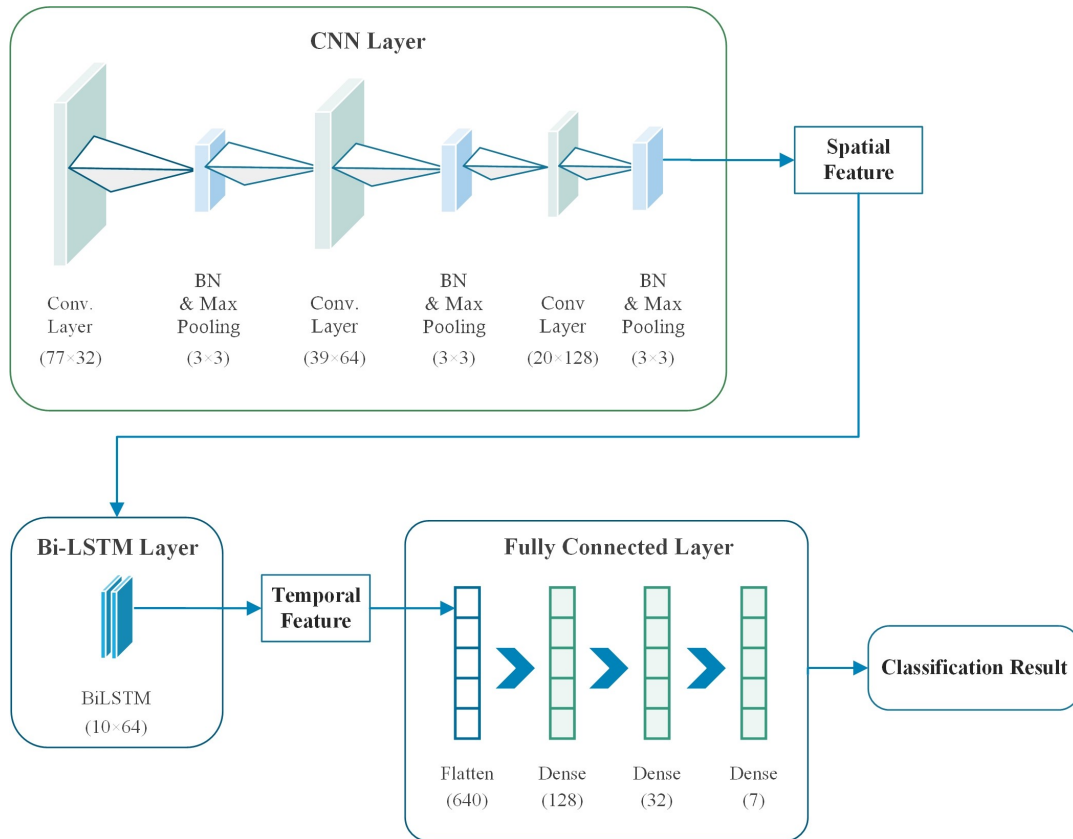 CNN Layer
Conv.
Layer
(77×32)
BN
& Max
Pooling
(3×3)
Conv.
Layer
(39×64)
BN
& Max
Pooling
(3×3)
Conv
Layer
(20×128)
BN
& Max
Pooling
(3×3)
Spatial
Feature
Bi-LSTM Layer
BiLSTM
(10×64)
Temporal
Feature
Fully Connected Layer
Flatten
(640)
Dense
(128)
Dense
(32)
Dense
(7)
Classification Result